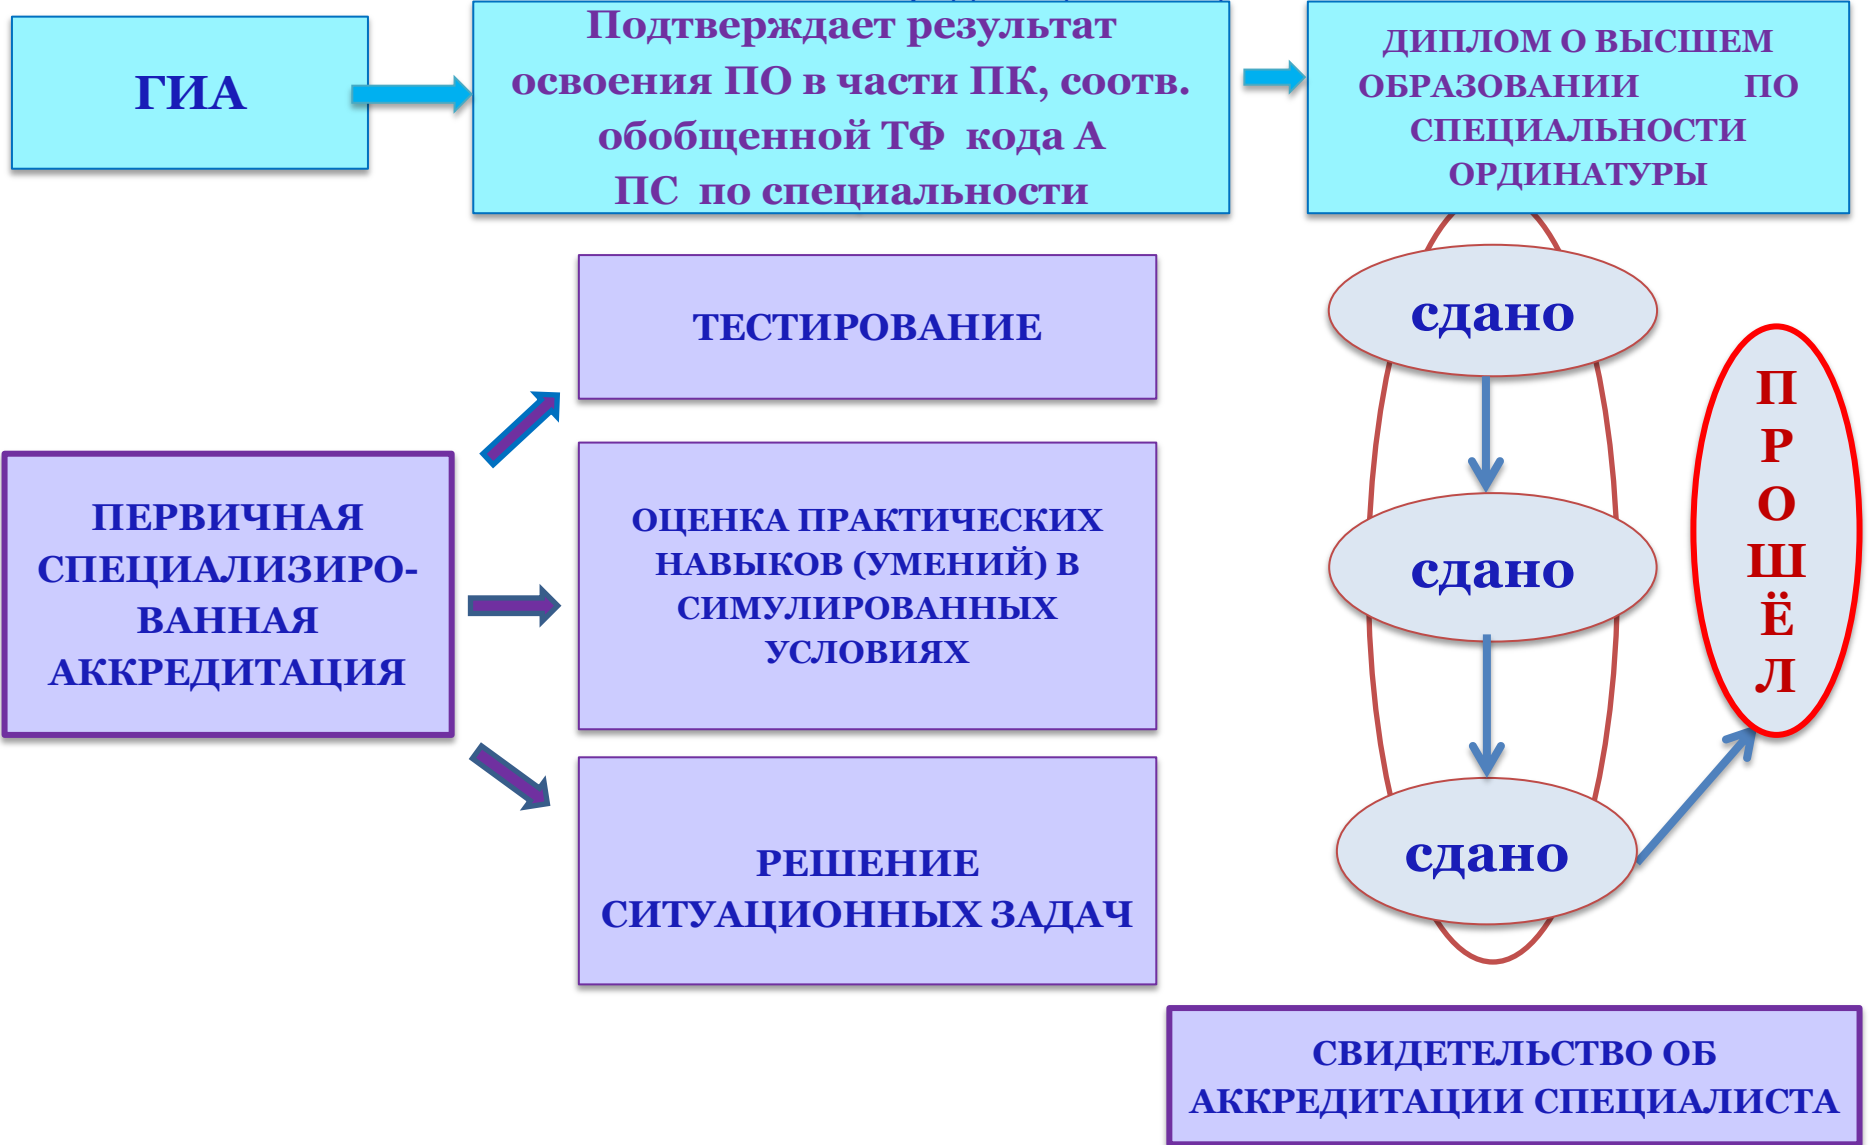 ГИА
Подтверждает результат
освоения ПО в части ПК, соотв.
обобщенной ТФ кода А
ПС по специальности
ДИПЛОМ О ВЫСШЕМ
ОБРАЗОВАНИИ ПО
СПЕЦИАЛЬНОСТИ
ОРДИНАТУРЫ
ПЕРВИЧНАЯ
СПЕЦИАЛИЗИРО-
ВАННАЯ
АККРЕДИТАЦИЯ
ТЕСТИРОВАНИЕ
ОЦЕНКА ПРАКТИЧЕСКИХ
НАВЫКОВ (УМЕНИЙ) В
СИМУЛИРОВАННЫХ
УСЛОВИЯХ
РЕШЕНИЕ
СИТУАЦИОННЫХ ЗАДАЧ
сдано
сдано
сдано
П
Р
О
Ш
Ё
Л
СВИДЕТЕЛЬСТВО ОБ
АККРЕДИТАЦИИ СПЕЦИАЛИСТА